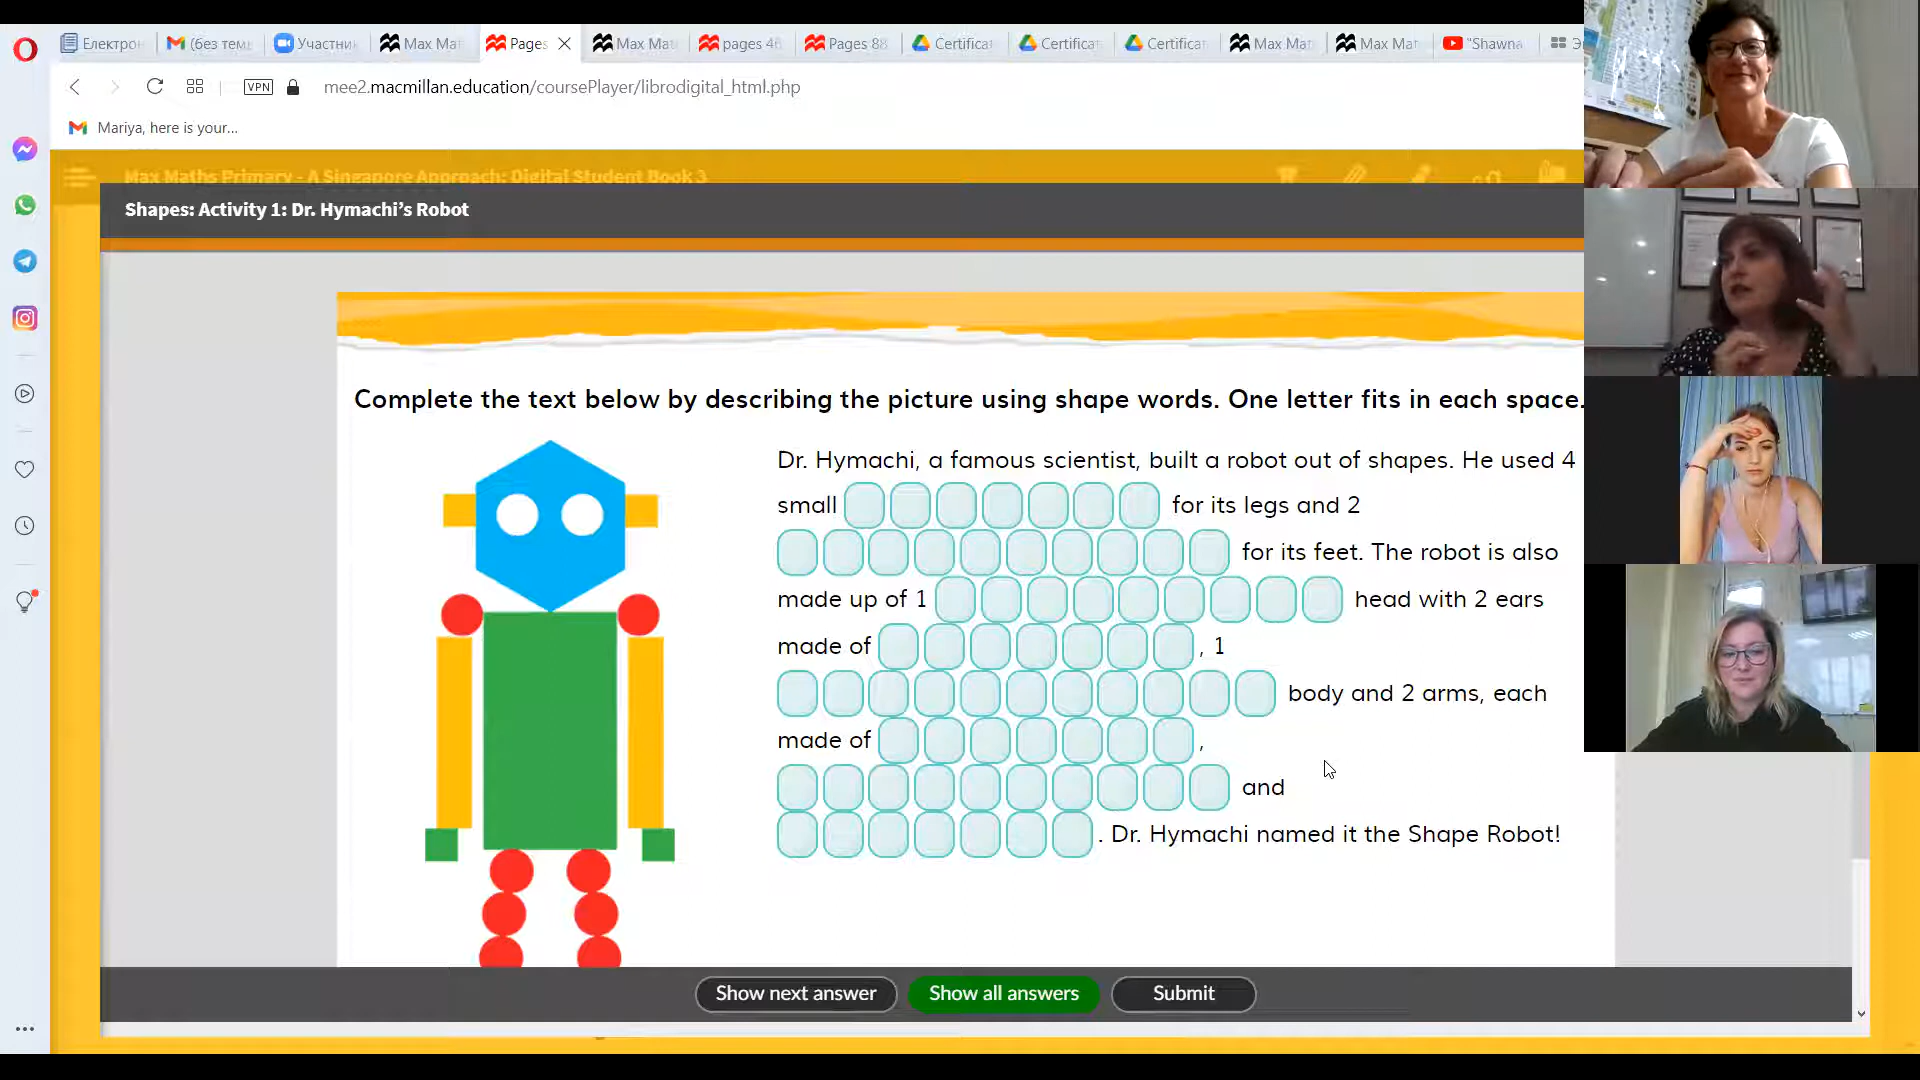 Електрон
(без тем
Участни
Max Mat
Pages
Max Mat
pages 46
Pages 88
Certificat
Certificat
Certificat
Max Mat
Max Mat
"Shawna
VPN
mee2.macmillan.education/coursePlayer/librodigital_html.php
Mariya, here is your...
Max Maths Primary - A Singapore Approach: Digital Student Book 3
Shapes: Activity 1: Dr. Hymachi's Robot
Complete the text below by describing the picture using shape words. One letter fits in each space.
Dr. Hymachi, a famous scientist, built a robot out of shapes. He used 4
small for its legs and 2
for its feet. The robot is also
made up of 1 head with 2 ears
made of , 1
body and 2 arms, each
made of ,
and
. Dr. Hymachi named it the Shape Robot!
Show next answer
Show all answers
Submit